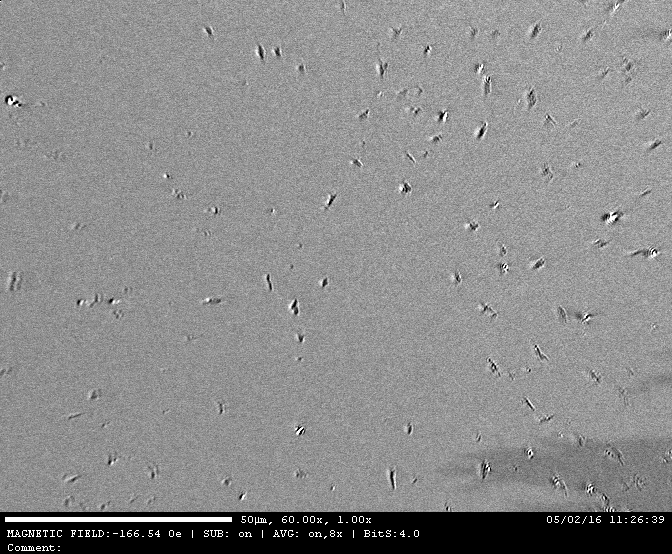 50µm, 60.00x, 1.00x 05/02/16 11:26:39
MAGNETIC FIELD:-166.54 Oe | SUB: on | AVG: on,8x | BitS:4.0
Comment: